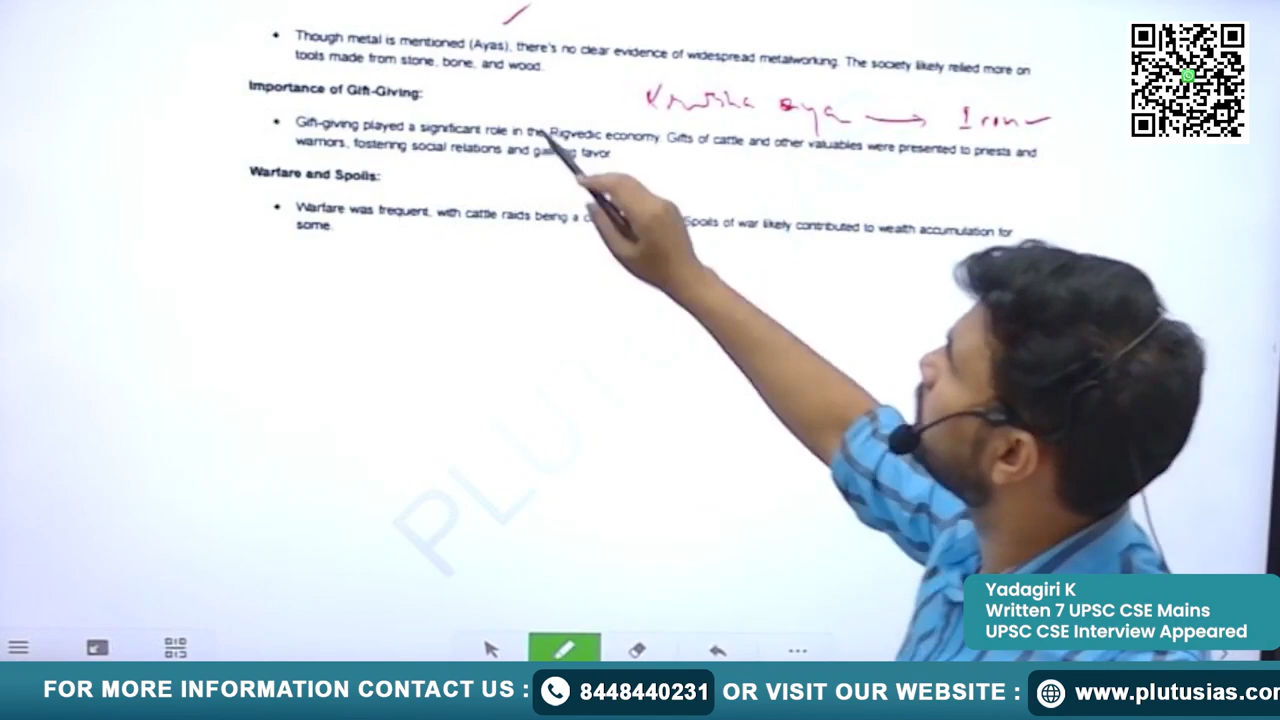 • Though metal is mentioned (Ayas), there's no clear evidence of widespread metalworking. The society likely relied more on
tools made from stone, bone, and wood.
Importance of Gift-Giving:
Krishna aya → Iron
• Gift-giving played a significant role in the Rigvedic economy. Gifts of cattle and other valuables were presented to priests and
warriors, fostering social relations and gaining favor.
Warfare and Spoils:
• Warfare was frequent, with cattle raids being a Spoils of war likely contributed to wealth accumulation for
some.
PLUTUS
Yadagiri K
Written 7 UPSC CSE Mains
UPSC CSE Interview Appeared
FOR MORE INFORMATION CONTACT US : 8448440231 OR VISIT OUR WEBSITE : www.plutusias.com